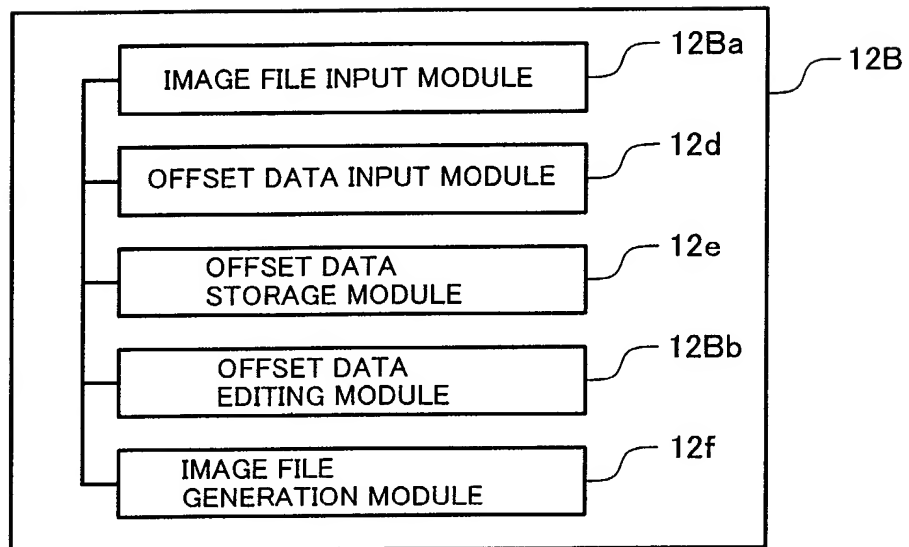 IMAGE FILE INPUT MODULE
12Ba
12B
OFFSET DATA INPUT MODULE
12d
OFFSET DATA
STORAGE MODULE
12e
OFFSET DATA
EDITING MODULE
12Bb
IMAGE FILE
GENERATION MODULE
12f